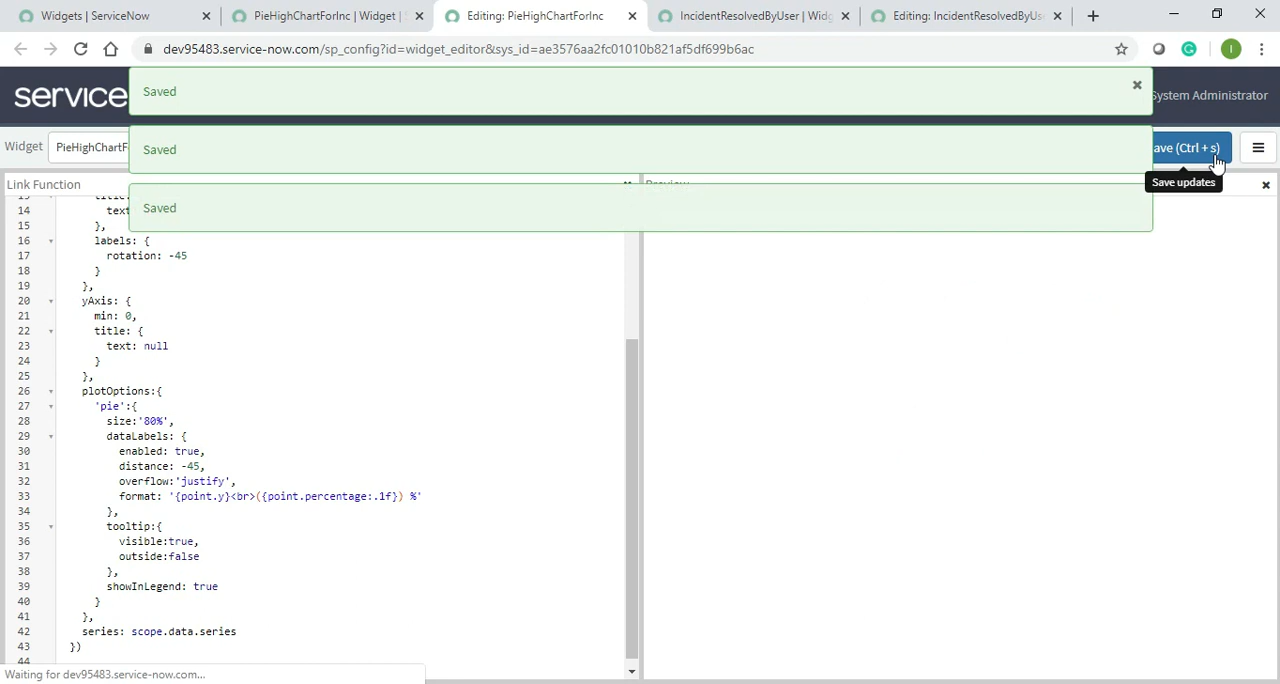 Widgets | ServiceNow
PieHighChartForInc | Widget |
Editing: PieHighChartForInc
IncidentResolvedByUser | Widg
Editing: IncidentResolvedByUs
dev95483.service-now.com/sp_config?id=widget_editor&sys_id=ae3576aa2fc01010b821af5df699b6ac
I
service
Saved
System Administrator
Widget
PieHighChartF
Saved
ave (Ctrl + s)
Save updates
Link Function
Saved
14 text
15 },
16 labels: {
17 rotation: -45
18 }
19 },
20 yAxis: {
21 min: 0,
22 title: {
23 text: null
24 }
25 },
26 plotOptions:{
27 'pie':{
28 size:'80%',
29 dataLabels: {
30 enabled: true,
31 distance: -45,
32 overflow:'justify',
33 format: '{point.y}<br>({point.percentage:.1f}) %'
34 },
35 tooltip:{
36 visible:true,
37 outside:false
38 },
39 showInLegend: true
40 }
41 },
42 series: scope.data.series
43 })
44
Waiting for dev95483.service-now.com...